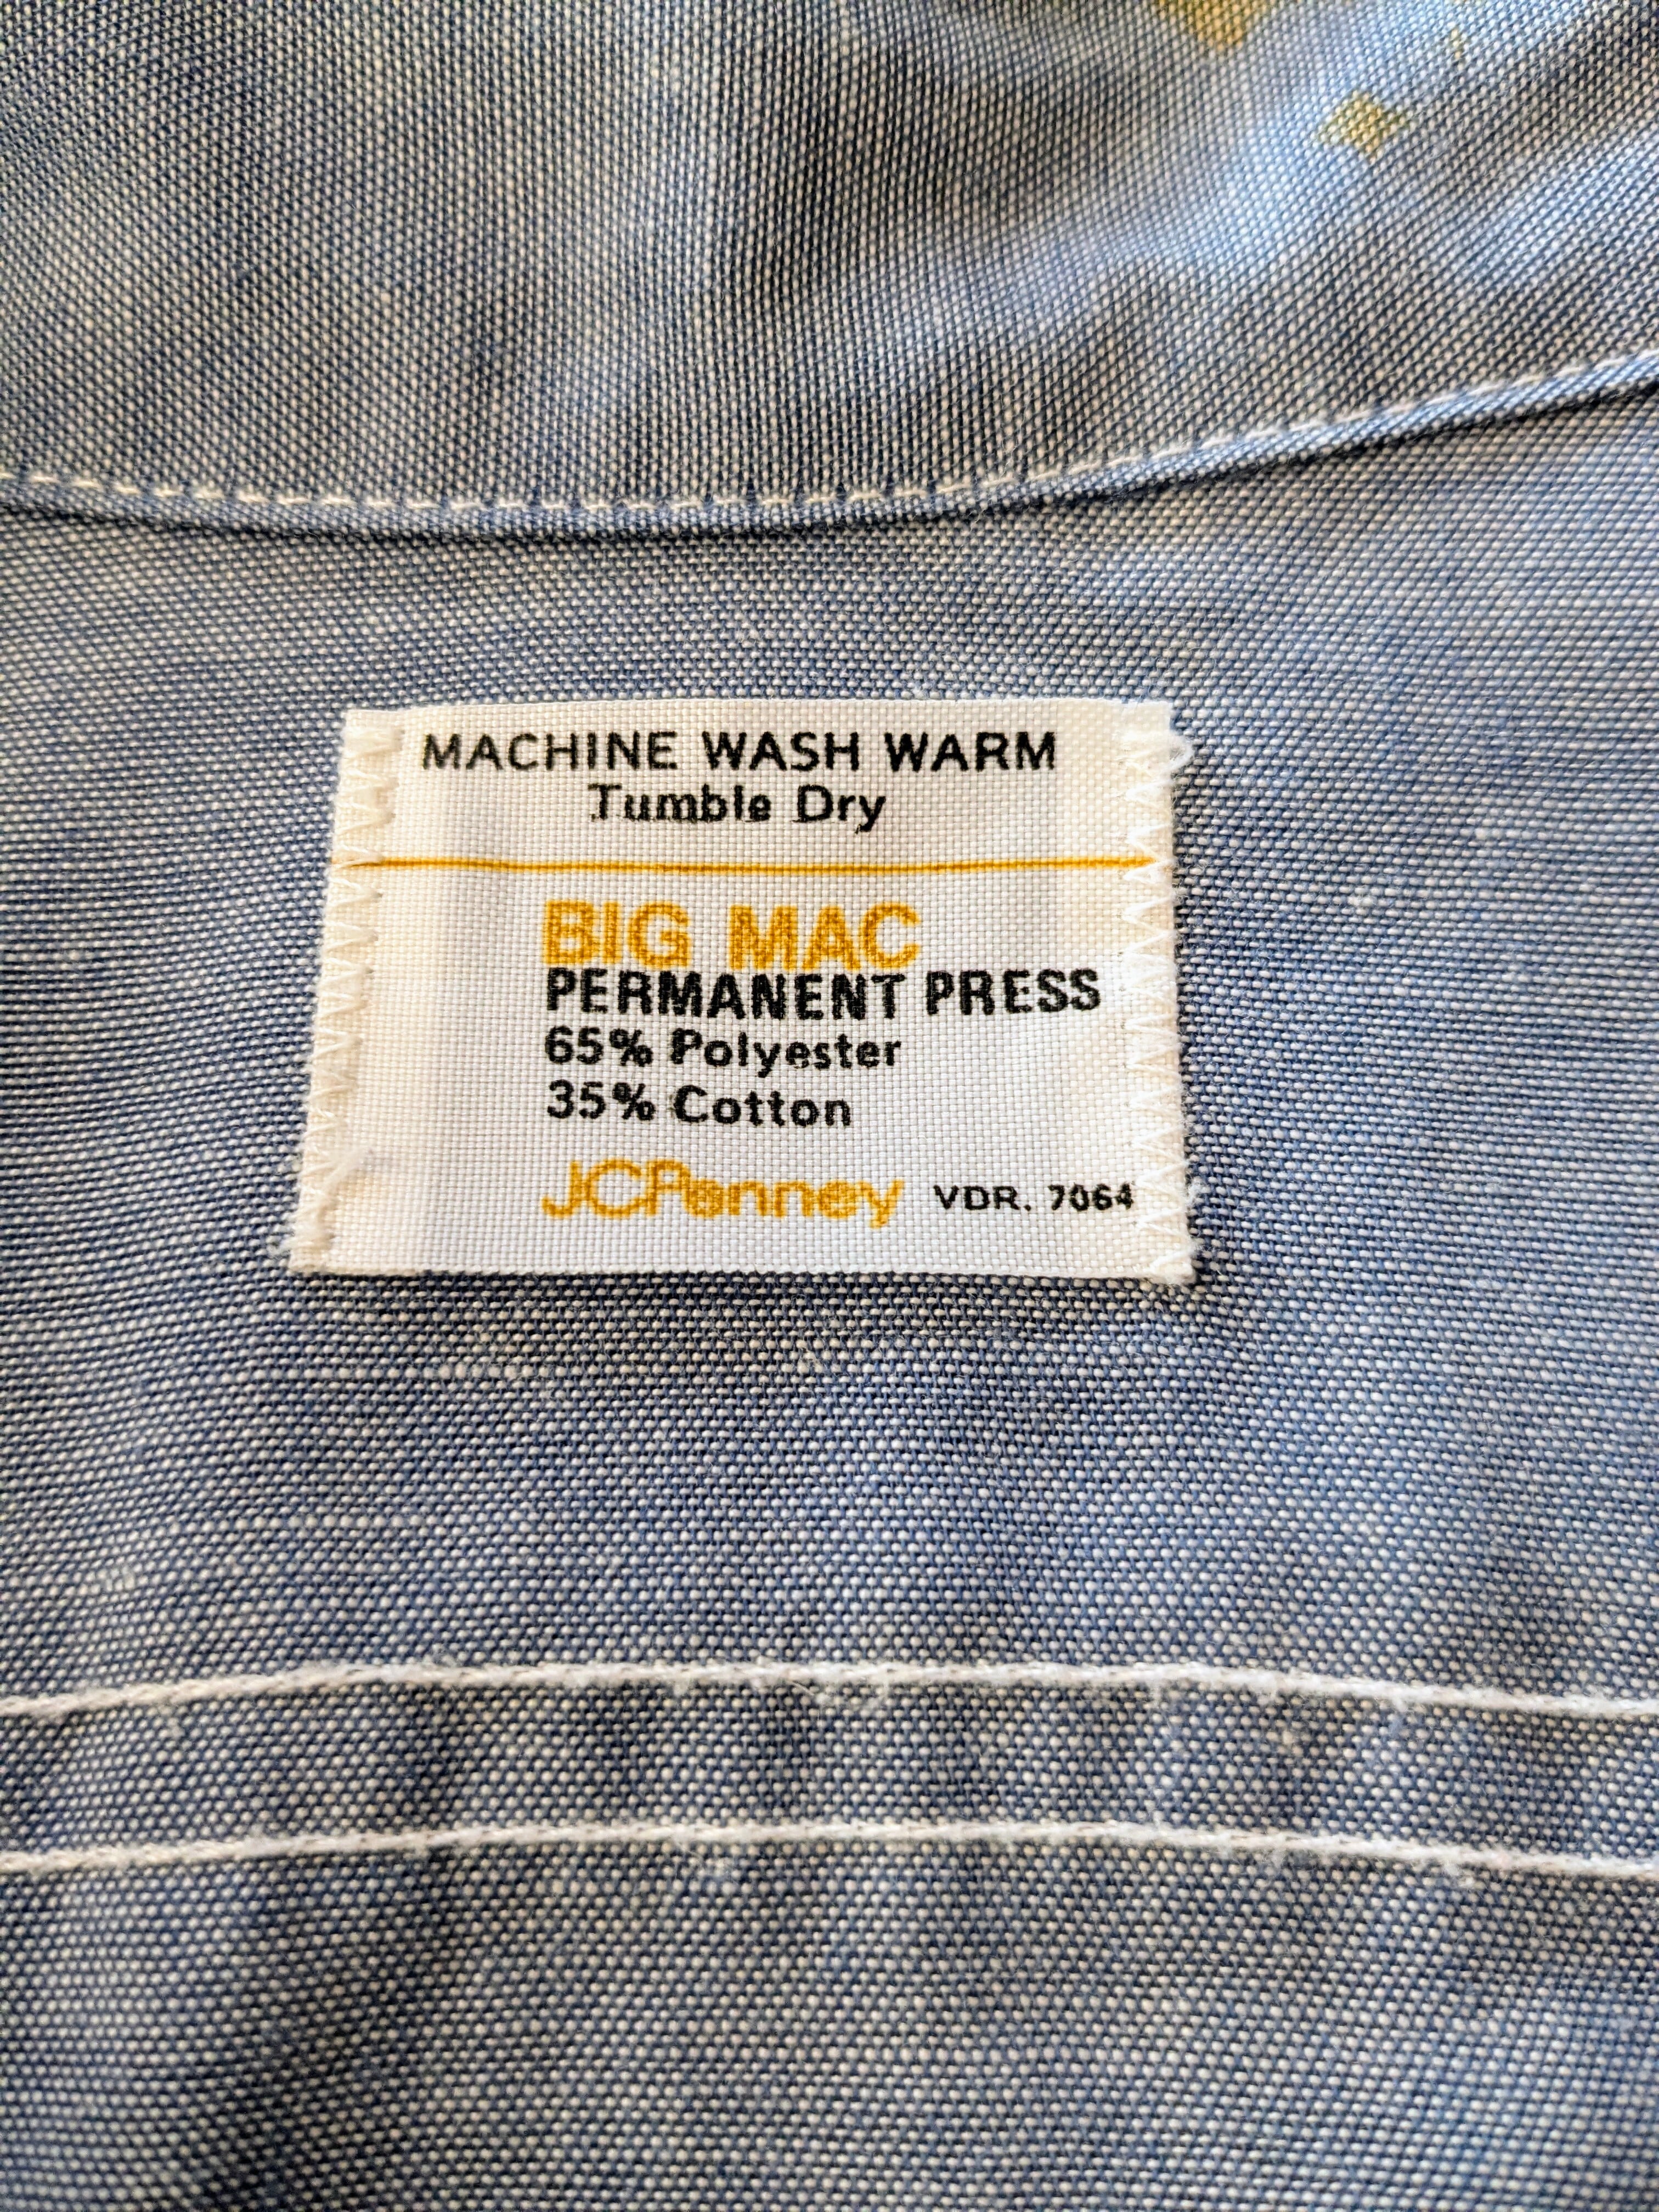 MACHINE WASH WARM
Tumble Dry
BIG MAC
PERMANENT PRESS
65% Polyester
35% Cotton
JCPenney VDR. 7064